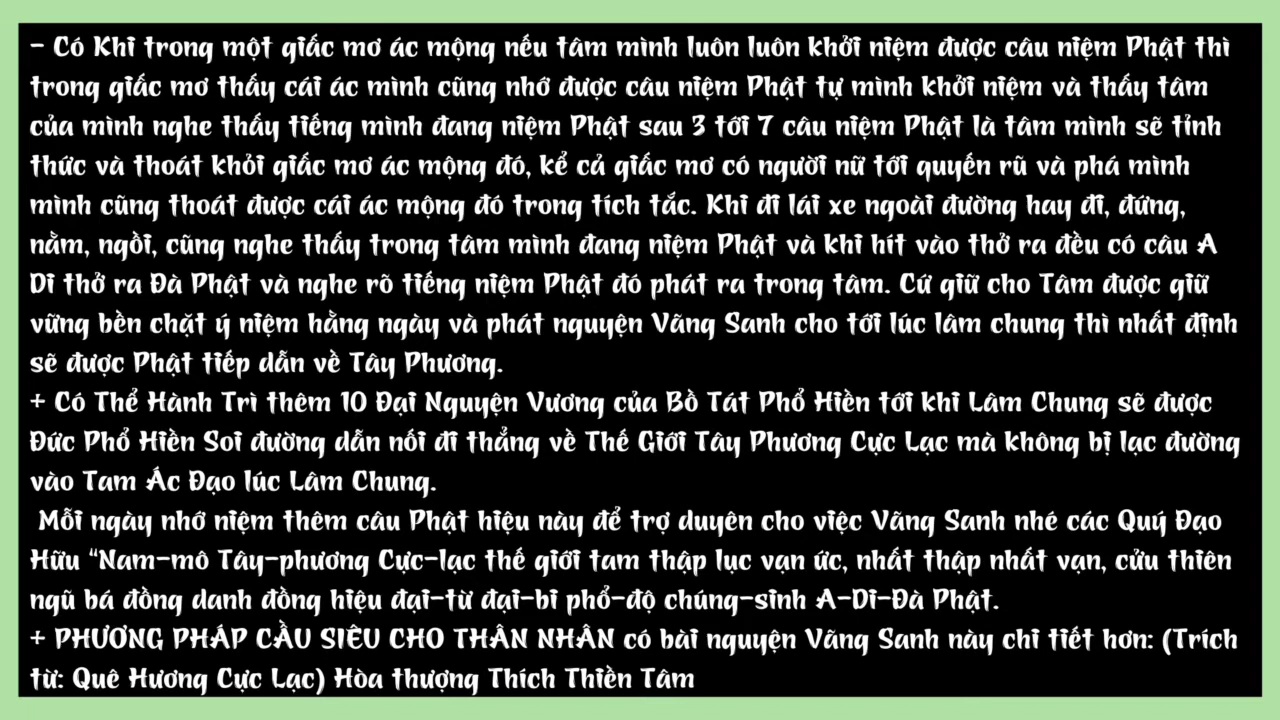 - Có Khi trong một giấc mơ ác mộng nếu tâm mình luôn luôn khởi niệm được câu niệm Phật thì
trong giấc mơ thấy cái ác mình cũng nhớ được câu niệm Phật tự mình khởi niệm và thấy tâm
của mình nghe thấy tiếng mình đang niệm Phật sau 3 tới 7 câu niệm Phật là tâm mình sẽ tỉnh
thức và thoát khỏi giấc mơ ác mộng đó, kể cả giấc mơ có người nữ tới quyến rũ và phá mình
mình cũng thoát được cái ác mộng đó trong tích tắc. Khi đi lái xe ngoài đường hay đi, đứng,
nằm, ngồi, cũng nghe thấy trong tâm mình đang niệm Phật và khi hít vào thở ra đều có câu A
Di thở ra Đà Phật và nghe rõ tiếng niệm Phật đó phát ra trong tâm. Cứ giữ cho Tâm được giữ
vững bền chặt ý niệm hằng ngày và phát nguyện Vãng Sanh cho tới lúc lâm chung thì nhất định
sẽ được Phật tiếp dẫn về Tây Phương.
+ Có Thể Hành Trì thêm 10 Đại Nguyện Vương của Bồ Tát Phổ Hiền tới khi Lâm Chung sẽ được
Đức Phổ Hiền Soi đường dẫn nối đi thẳng về Thế Giới Tây Phương Cực Lạc mà không bị lạc đường
vào Tam Ác Đạo lúc Lâm Chung.
Mỗi ngày nhớ niệm thêm câu Phật hiệu này để trợ duyên cho việc Vãng Sanh nhé các Quý Đạo
Hữu "Nam-mô Tây-phương Cực-lạc thế giới tam thập lục vạn ức, nhất thập nhất vạn, cửu thiên
ngũ bá đồng danh đồng hiệu đại-từ đại-bi phổ-độ chúng-sinh A-Di-Đà Phật.
+ PHƯƠNG PHÁP CẦU SIÊU CHO THÂN NHÂN có bài nguyện Vãng Sanh này chi tiết hơn: (Trích
từ: Quê Hương Cực Lạc) Hòa thượng Thích Thiền Tâm